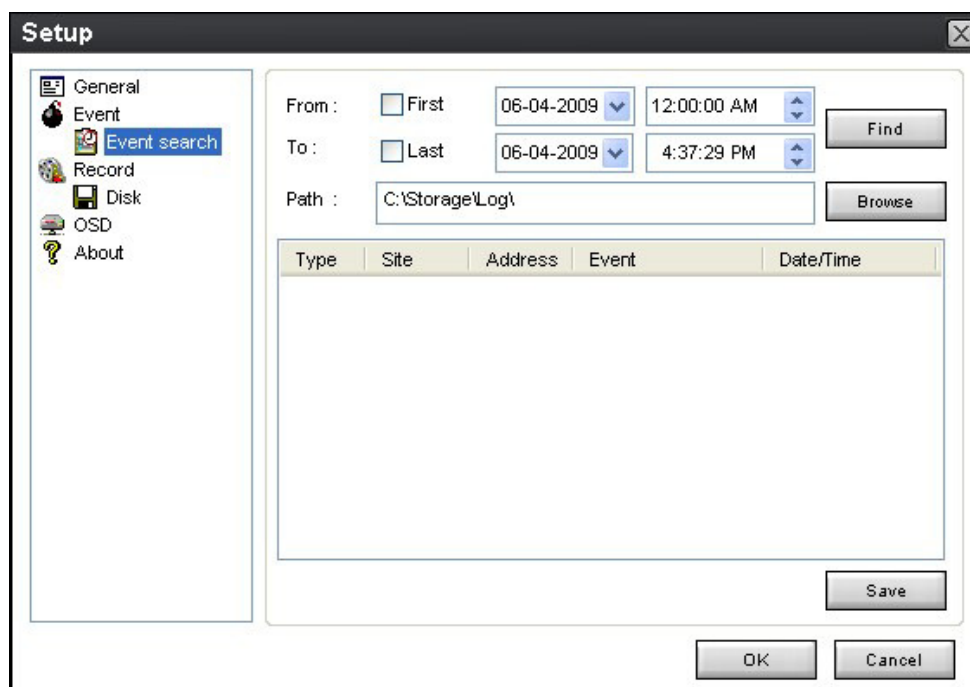 Setup
General
Event
Event search
Record
Disk
OSD
About
From : First 06-04-2009 12:00:00 AM Find
To : Last 06-04-2009 4:37:29 PM
Path : C:\Storage\Log\ Browse
Type Site Address Event Date/Time
Save
OK Cancel